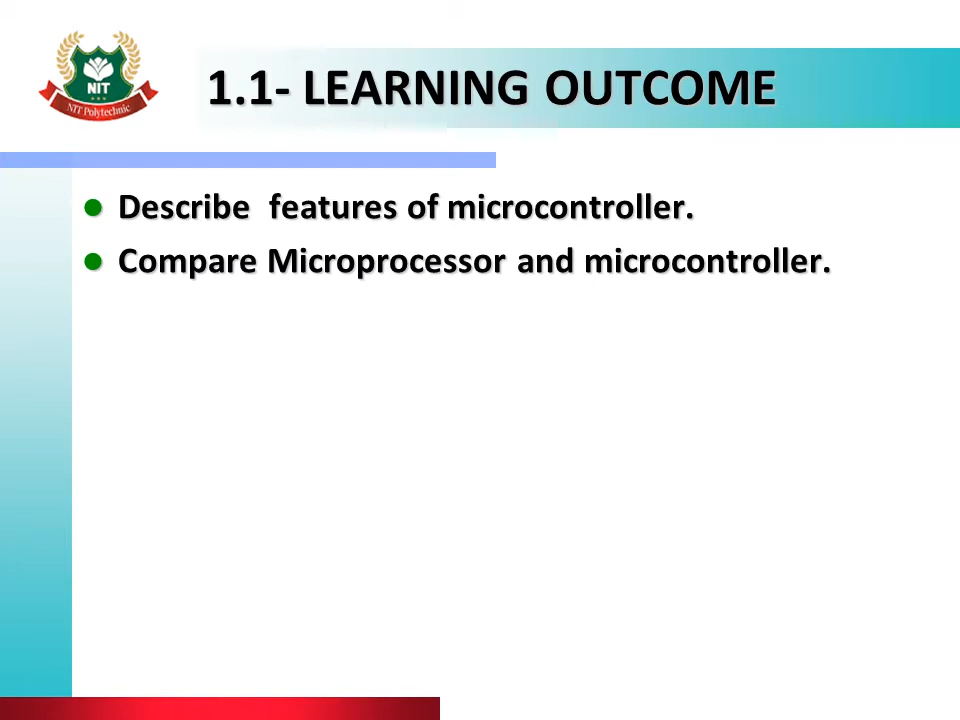 NIT
NIT Polytechnic
1.1- LEARNING OUTCOME
Describe  features of microcontroller.
Compare Microprocessor and microcontroller.